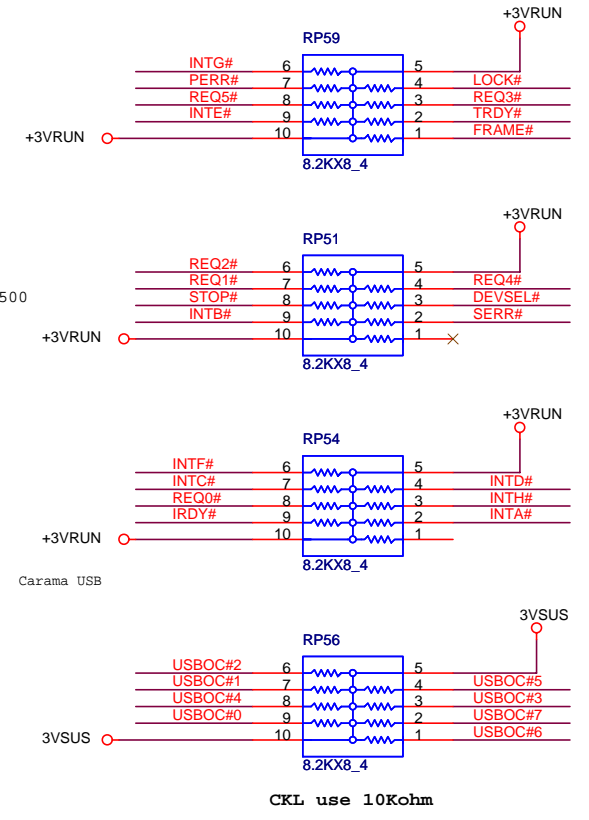 +3VRUN
RP59
INTG# 6 5
PERR# 7 4 LOCK#
REQ5# 8 3 REQ3#
INTE# 9 2 TRDY#
+3VRUN 10 1 FRAME#
8.2KX8_4
+3VRUN
RP51
REQ2# 6 5
REQ1# 7 4 REQ4#
500 STOP# 8 3 DEVSEL#
INTB# 9 2 SERR#
+3VRUN 10 1
8.2KX8_4
+3VRUN
RP54
INTF# 6 5
INTC# 7 4 INTD#
REQ0# 8 3 INTH#
IRDY# 9 2 INTA#
+3VRUN 10 1
8.2KX8_4
Carama USB
3VSUS
RP56
USBOC#2 6 5
USBOC#1 7 4 USBOC#5
USBOC#4 8 3 USBOC#3
USBOC#0 9 2 USBOC#7
3VSUS 10 1 USBOC#6
8.2KX8_4
CKL use 10Kohm